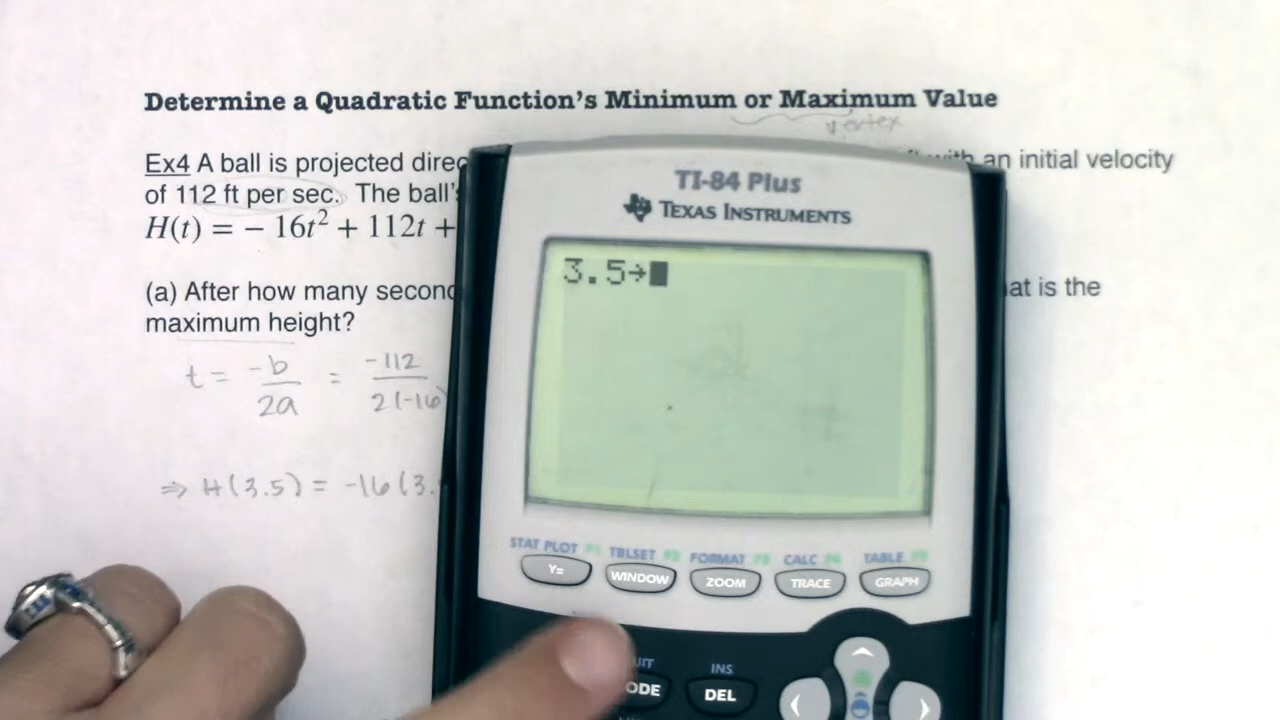 Determine a Quadratic Function's Minimum or Maximum Value
vertex
Ex4 A ball is projected direc with an initial velocity
of 112 ft per sec. The ball's
H(t) = − 16t² + 112t +
(a) After how many second at is the
maximum height?
t = -b/2a = -112/2(-16)
⇒ H(3.5) = -16(3.
TI-84 Plus
TEXAS INSTRUMENTS
3.5→
STAT PLOT F1 TBLSET F2 FORMAT F3 CALC F4 TABLE F5
Y= WINDOW ZOOM TRACE GRAPH
UIT INS
ODE DEL